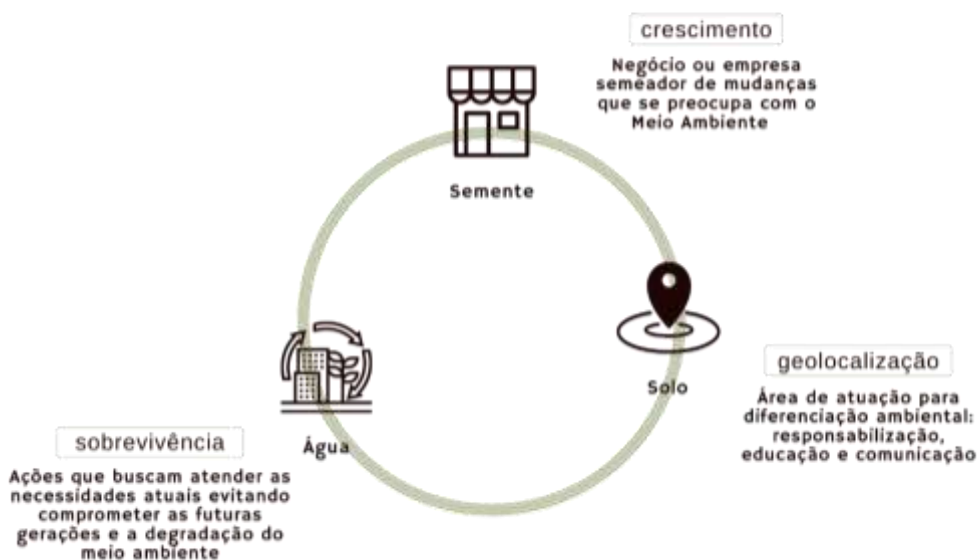 crescimento
Negócio ou empresa
semeador de mudanças
que se preocupa com o
Meio Ambiente
Semente
Solo
geolocalização
Área de atuação para
diferenciação ambiental:
responsabilização,
educação e comunicação
Água
sobrevivência
Ações que buscam atender as
necessidades atuais evitando
comprometer as futuras
gerações e a degradação do
meio ambiente